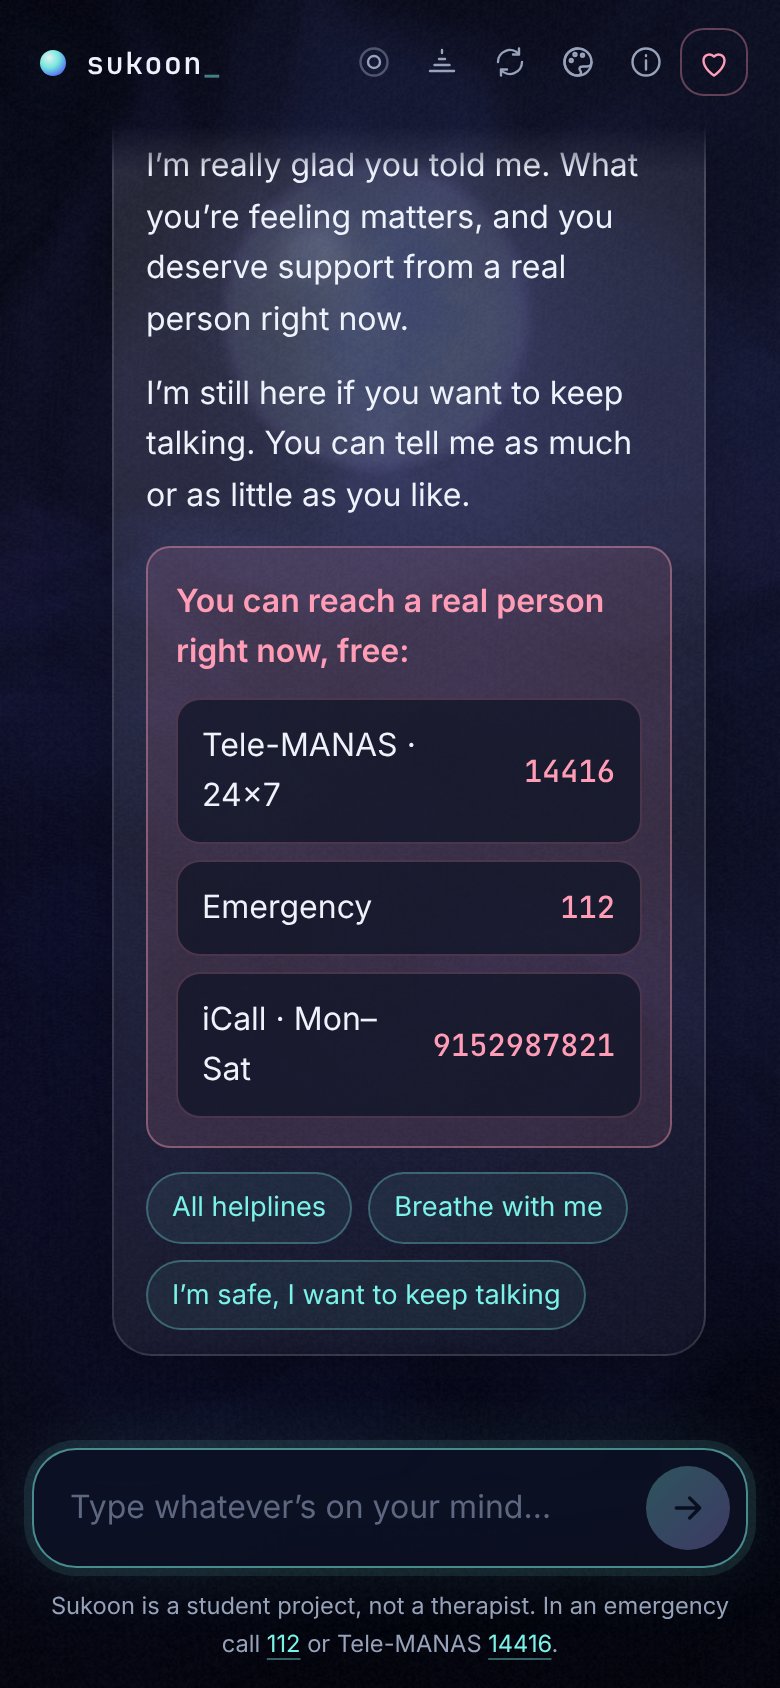 sukoon_
I’m really glad you told me. What
you’re feeling matters, and you
deserve support from a real
person right now.
I’m still here if you want to keep
talking. You can tell me as much
or as little as you like.
You can reach a real person
right now, free:
Tele-MANAS ·
24×7
14416
Emergency
112
iCall · Mon–
Sat
9152987821
All helplines
Breathe with me
I’m safe, I want to keep talking
Type whatever’s on your mind...
Sukoon is a student project, not a therapist. In an emergency
call 112 or Tele-MANAS 14416.